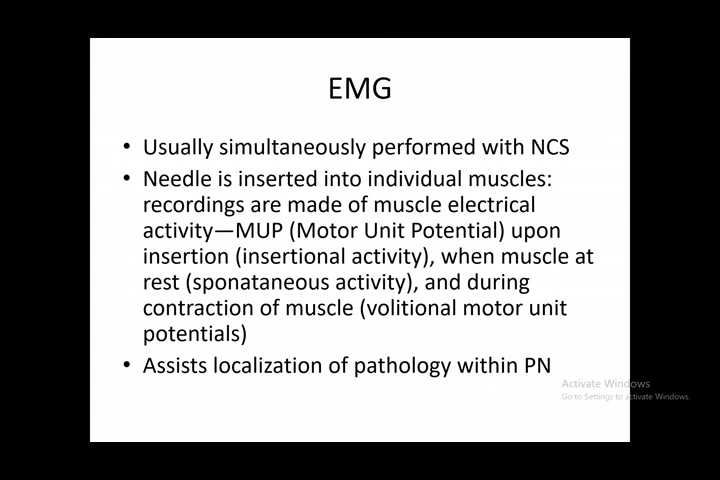 EMG
• Usually simultaneously performed with NCS
• Needle is inserted into individual muscles:
recordings are made of muscle electrical
activity—MUP (Motor Unit Potential) upon
insertion (insertional activity), when muscle at
rest (sponataneous activity), and during
contraction of muscle (volitional motor unit
potentials)
• Assists localization of pathology within PN
Activate Windows
Go to Settings to activate Windows.